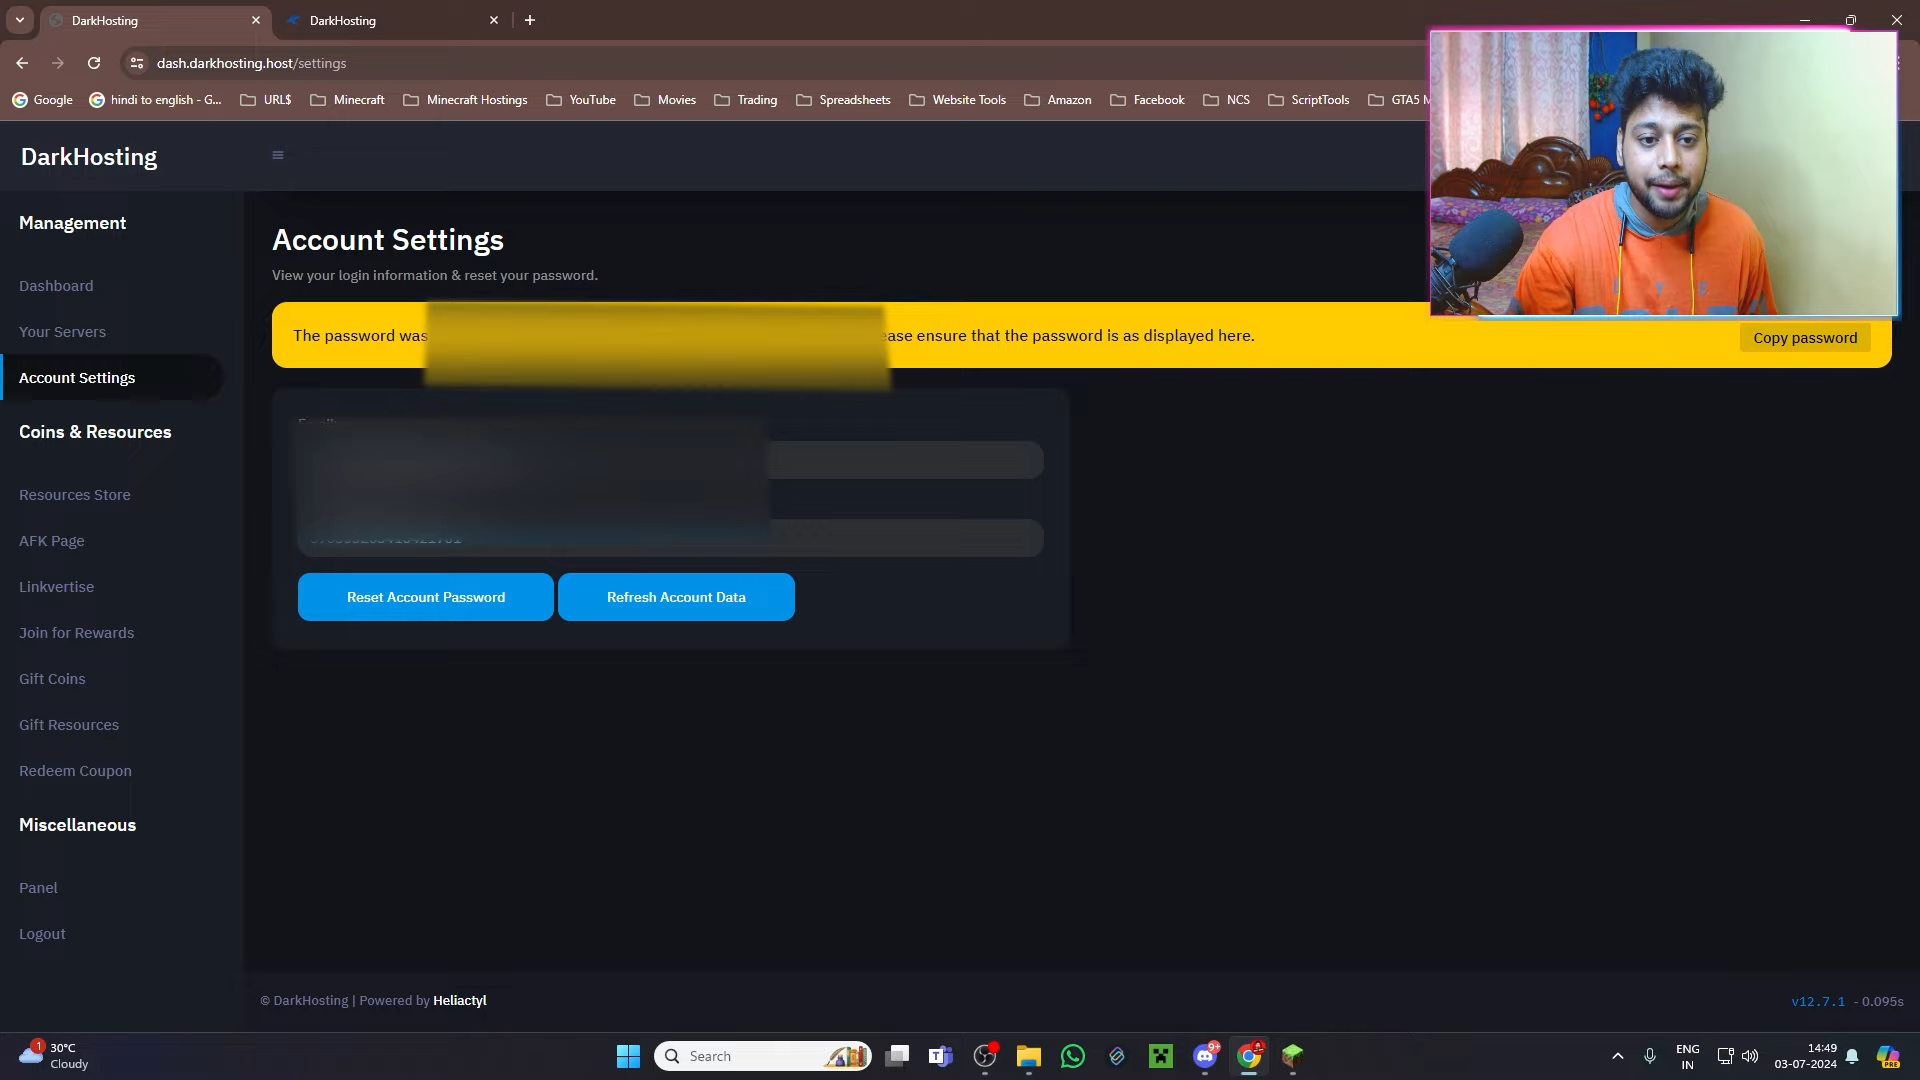 DarkHosting
DarkHosting
dash.darkhosting.host/settings
Google
hindi to english - G...
URL$
Minecraft
Minecraft Hostings
YouTube
Movies
Trading
Spreadsheets
Website Tools
Amazon
Facebook
NCS
ScriptTools
GTA5 M
DarkHosting
Management
Dashboard
Your Servers
Account Settings
Coins & Resources
Resources Store
AFK Page
Linkvertise
Join for Rewards
Gift Coins
Gift Resources
Redeem Coupon
Miscellaneous
Panel
Logout
Account Settings
View your login information & reset your password.
The password was
ease ensure that the password is as displayed here.
Copy password
Reset Account Password
Refresh Account Data
© DarkHosting | Powered by Heliactyl
v12.7.1 - 0.095s
1
30°C
Cloudy
Search
9+
ENG
IN
14:49
03-07-2024
PRE